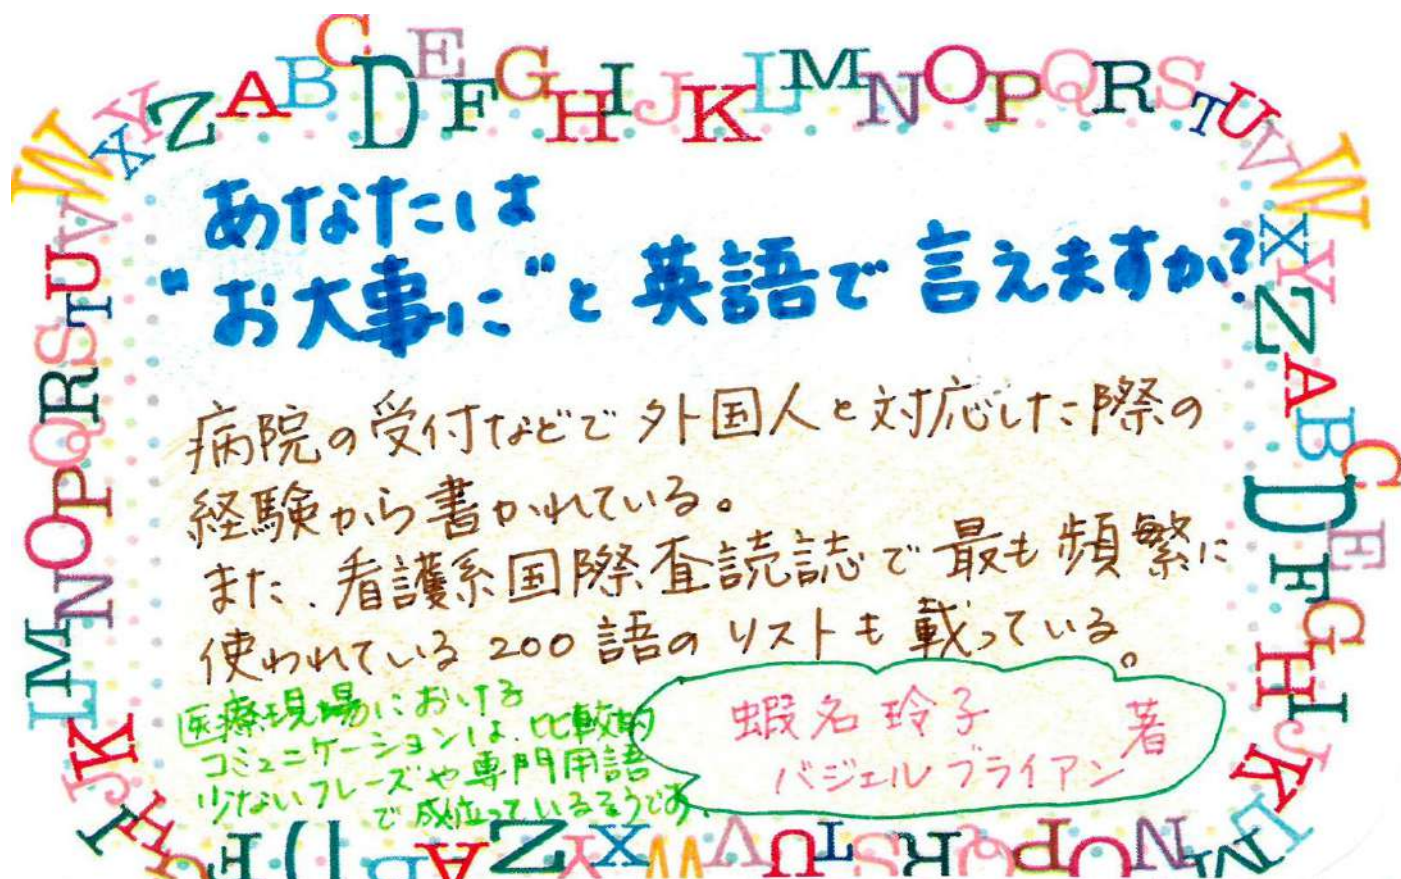 あなたは
“お大事に”と英語で言えますか?
病院の受付などで外国人と対応した際の
経験から書かれている。
また、看護系国際査読誌で最も頻繁に
使われている200語のリストも載っている。
医療現場における
コミュニケーションは、比較的
少ないフレーズや専門用語
で成立っているそうです。
蝦名玲子 著
バジェル ブライアン